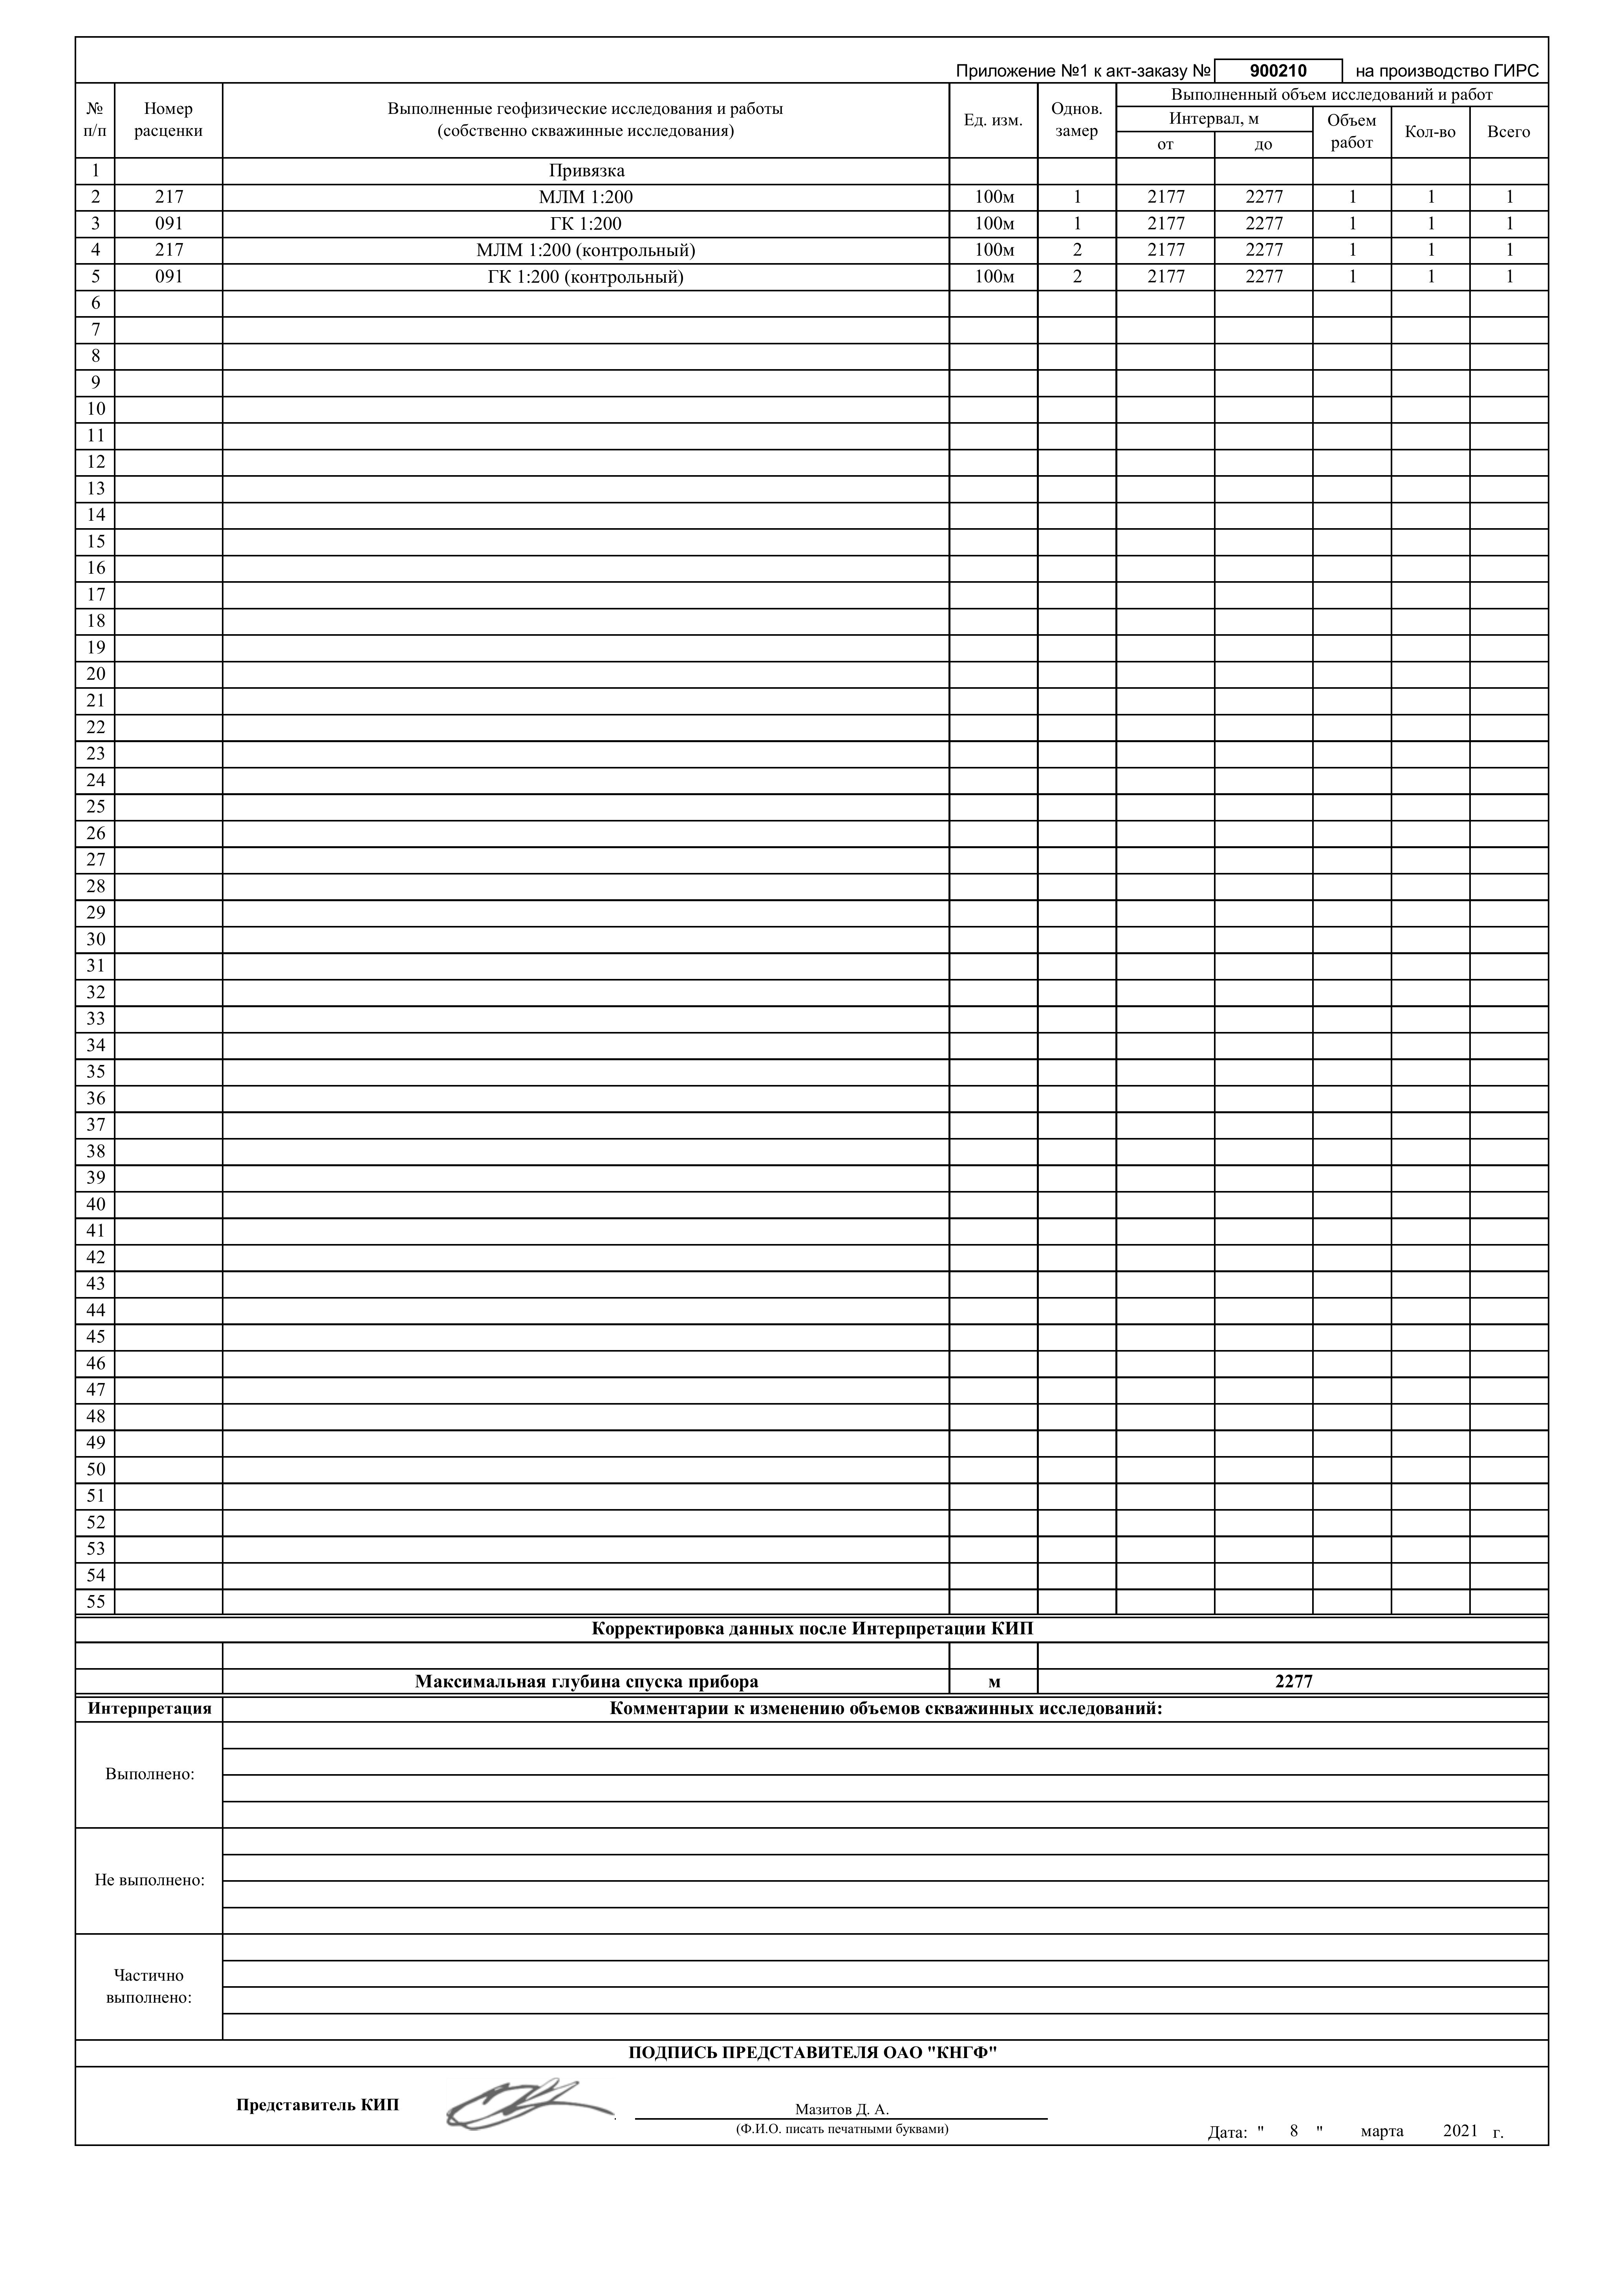 Приложение №1 к акт-заказу № 900210 на производство ГИРС
№ п/п Номер расценки Выполненные геофизические исследования и работы (собственно скважинные исследования) Ед. изм. Однов. замер Выполненный объем исследований и работ
Интервал, м Объем работ Кол-во Всего
от до
1 Привязка
2 217 МЛМ 1:200 100м 1 2177 2277 1 1 1
3 091 ГК 1:200 100м 1 2177 2277 1 1 1
4 217 МЛМ 1:200 (контрольный) 100м 2 2177 2277 1 1 1
5 091 ГК 1:200 (контрольный) 100м 2 2177 2277 1 1 1
6
7
8
9
10
11
12
13
14
15
16
17
18
19
20
21
22
23
24
25
26
27
28
29
30
31
32
33
34
35
36
37
38
39
40
41
42
43
44
45
46
47
48
49
50
51
52
53
54
55
Корректировка данных после Интерпретации КИП
Максимальная глубина спуска прибора м 2277
Интерпретация Комментарии к изменению объемов скважинных исследований:
Выполнено:
Не выполнено:
Частично
выполнено:
ПОДПИСЬ ПРЕДСТАВИТЕЛЯ ОАО "КНГФ"
Представитель КИП Мазитов Д. А.
(Ф.И.О. писать печатными буквами)
Дата: " 8 " марта 2021 г.